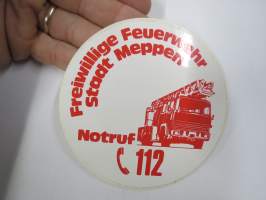 Freiwillige Feuerwehr
Stadt Meppen
Notruf
112